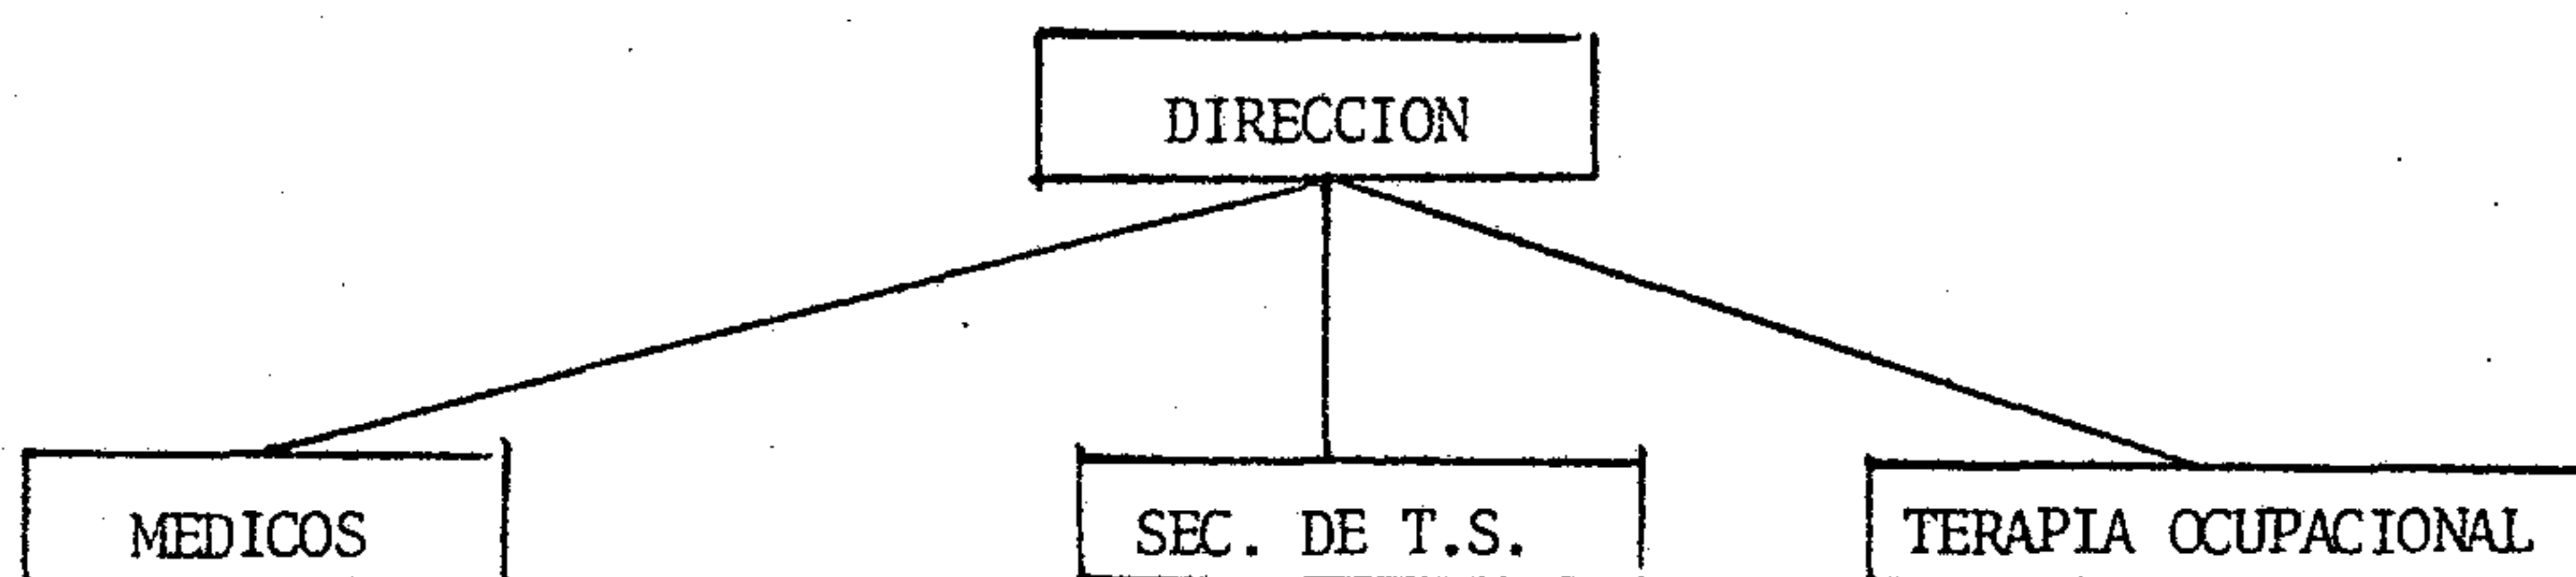 DIRECCION
MEDICOS SEC. DE T.S. TERAPIA OCUPACIONAL